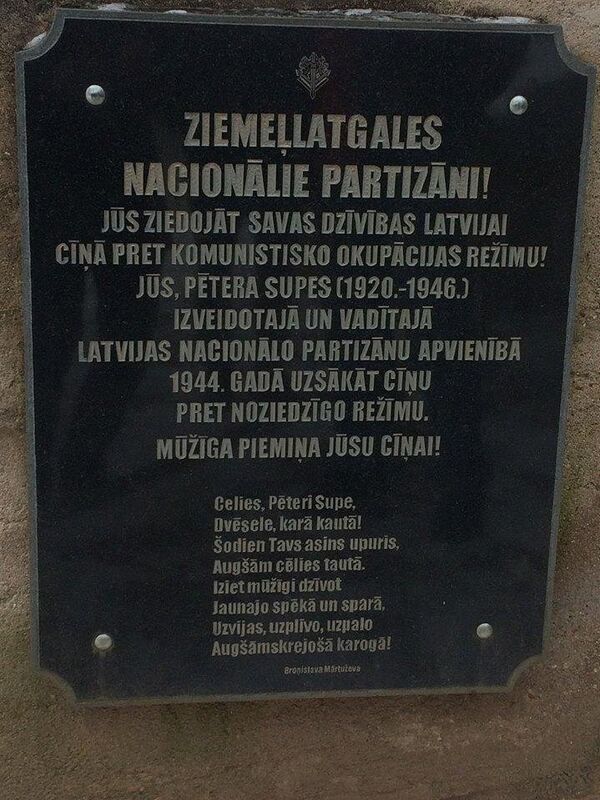 ZIEMEĻLATGALES
NACIONĀLIE PARTIZĀNI!
JŪS ZIEDOJĀT SAVAS DZĪVĪBAS LATVIJAI
CĪŅĀ PRET KOMUNISTISKO OKUPĀCIJAS REŽĪMU!
JŪS, PĒTERA SUPES (1920.-1946.)
IZVEIDOTAJĀ UN VADĪTAJĀ
LATVIJAS NACIONĀLO PARTIZĀNU APVIENĪBĀ
1944. GADĀ UZSĀKĀT CĪŅU
PRET NOZIEDZĪGO REŽĪMU.
MŪŽĪGA PIEMIŅA JŪSU CĪŅAI!
Celies, Pēteri Supe,
Dvēsele, karā kautā!
Šodien Tavs asins upuris,
Augšām cēlies tautā.
Iziet mūžīgi dzīvot
Jaunajo spēkā un sparā,
Uzvijas, uzplīvo, uzpalo
Augšāmskrejošā karogā!
Broņislava Mārtuževa